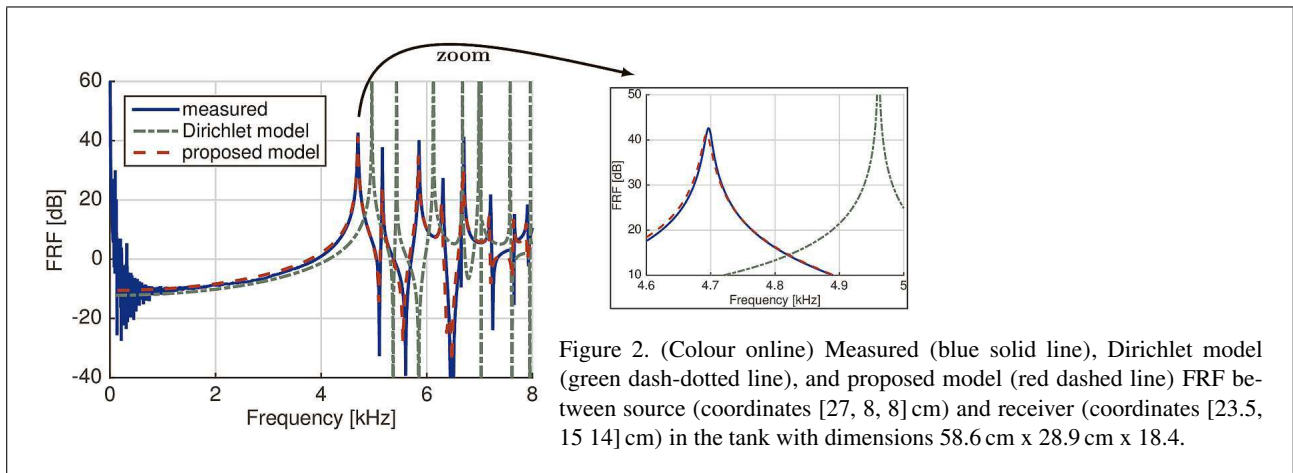 zoom
60
40
20
0
-20
-40
FRF [dB]
measured
Dirichlet model
proposed model
0
2
4
6
8
Frequency [kHz]
50
40
30
20
10
FRF [dB]
4.6
4.7
4.8
4.9
5
Frequency [kHz]
Figure 2. (Colour online) Measured (blue solid line), Dirichlet model
(green dash-dotted line), and proposed model (red dashed line) FRF be-
tween source (coordinates [27, 8, 8] cm) and receiver (coordinates [23.5,
15 14] cm) in the tank with dimensions 58.6 cm x 28.9 cm x 18.4.